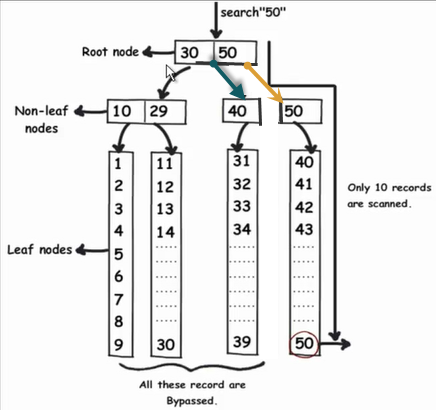 search"50"
Root node
30 50
Non-leaf
nodes
10 29
40
50
1 11 31 40
2 12 32 41
3 13 33 42
4 14 34 43
Only 10 records
are scanned.
Leaf nodes
5 ..... ..... .....
6 ..... ..... .....
7 ..... ..... .....
8 ..... ..... .....
9 30 39 50
All these record are
Bypassed.